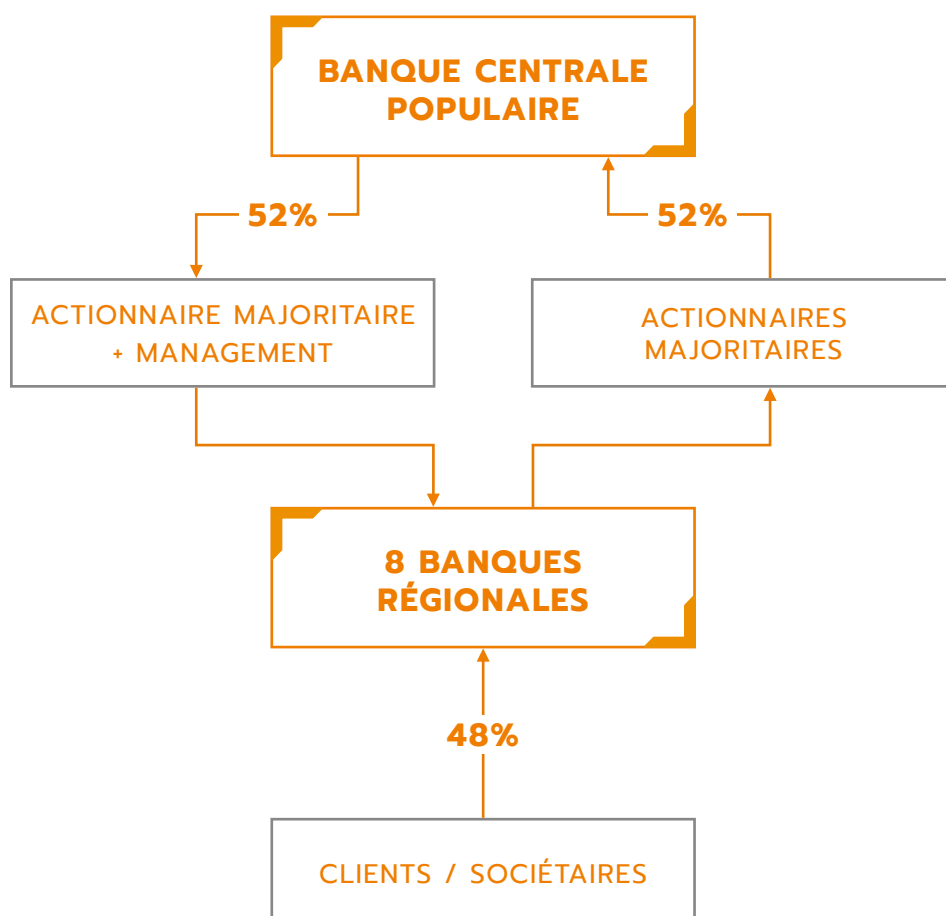 BANQUE CENTRALE
POPULAIRE
52%
52%
ACTIONNAIRE MAJORITAIRE
+ MANAGEMENT
ACTIONNAIRES
MAJORITAIRES
8 BANQUES
RÉGIONALES
48%
CLIENTS / SOCIÉTAIRES